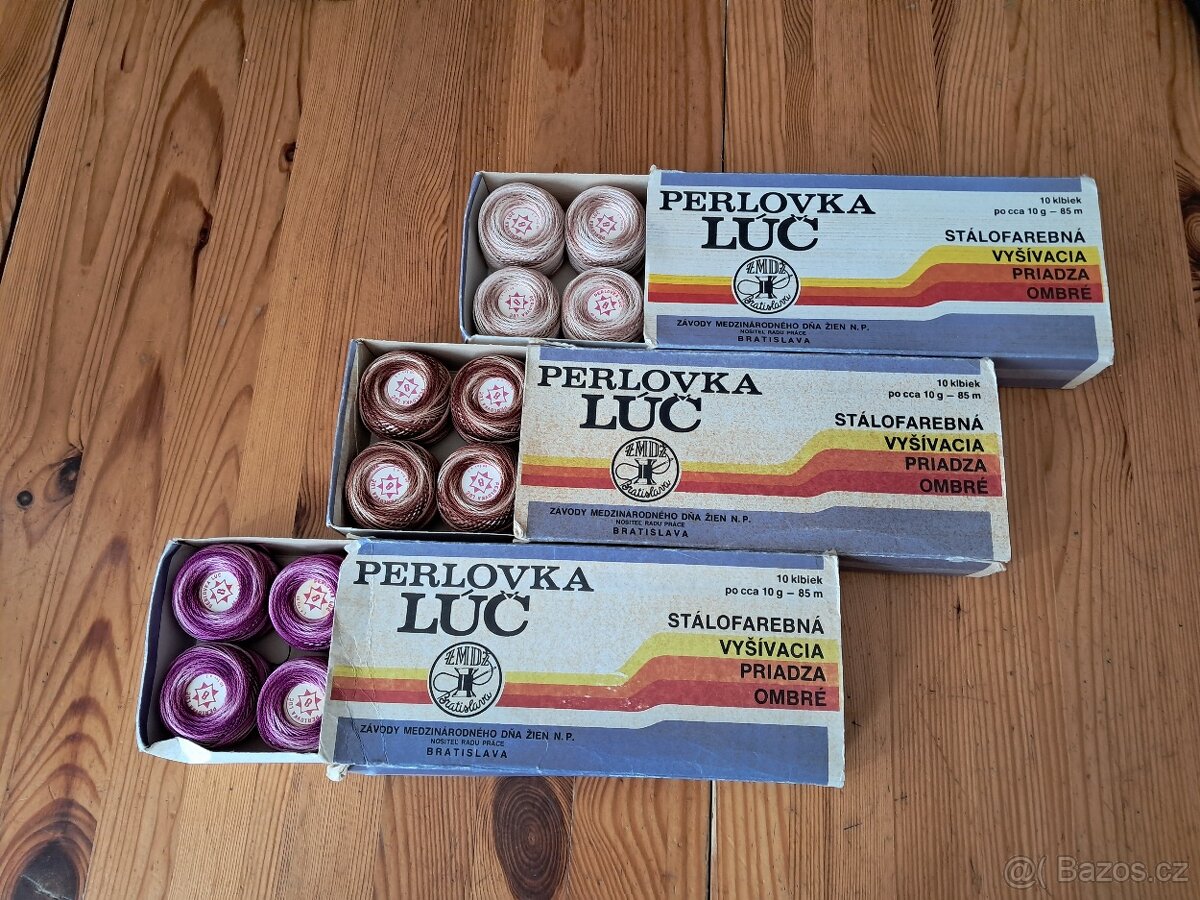 PERLOVKA
LÚČ
10 klbiek
po cca 10 g – 85 m
STÁLOFAREBNÁ
VYŠÍVACIA
PRIADZA
OMBRÉ
ZMDŽ
Bratislava
ZÁVODY MEDZINÁRODNÉHO DŇA ŽIEN N.P.
NOSITEĽ RADU PRÁCE
BRATISLAVA
PERLOVKA
LÚČ
10 klbiek
po cca 10 g – 85 m
STÁLOFAREBNÁ
VYŠÍVACIA
PRIADZA
OMBRÉ
ZMDŽ
Bratislava
ZÁVODY MEDZINÁRODNÉHO DŇA ŽIEN N.P.
NOSITEĽ RADU PRÁCE
BRATISLAVA
PERLOVKA
LÚČ
10 klbiek
po cca 10 g – 85 m
STÁLOFAREBNÁ
VYŠÍVACIA
PRIADZA
OMBRÉ
ZMDŽ
Bratislava
ZÁVODY MEDZINÁRODNÉHO DŇA ŽIEN N.P.
NOSITEĽ RADU PRÁCE
BRATISLAVA
PERLOVKA LÚČ
8
Bazos.cz